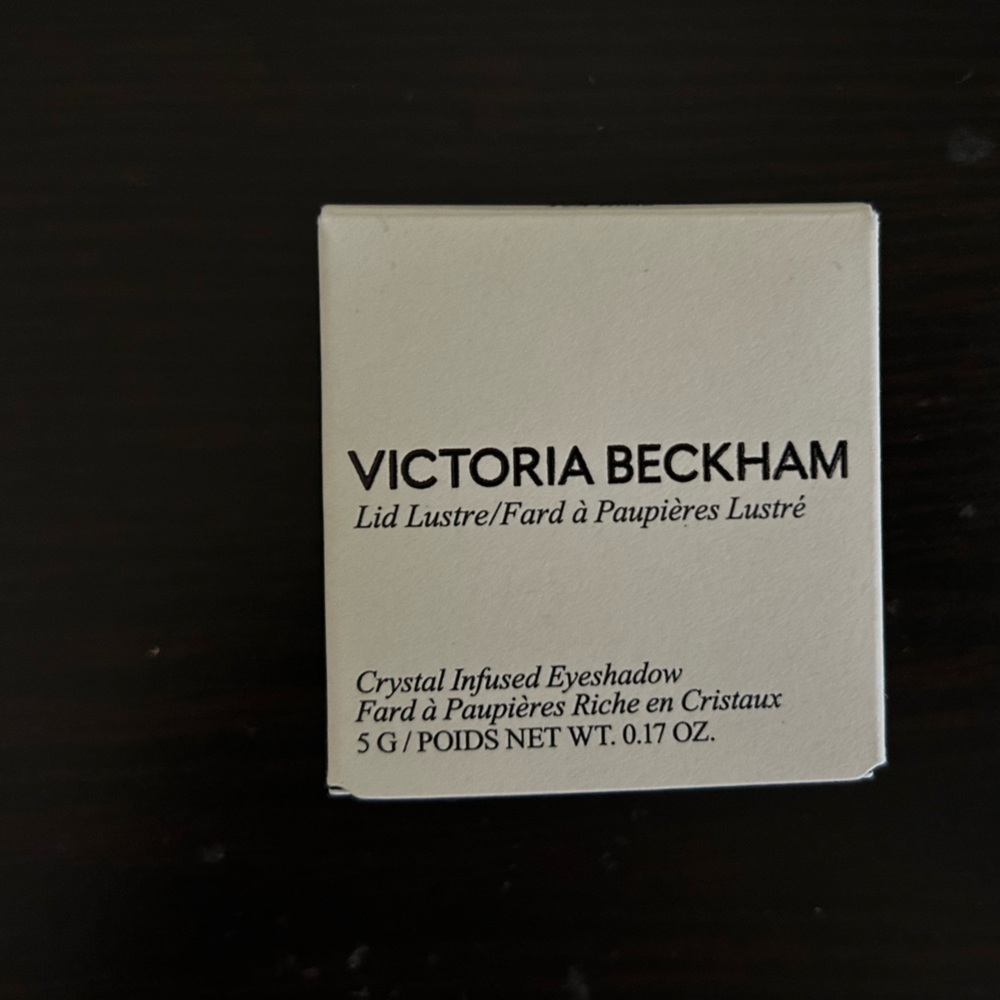 VICTORIA BECKHAM
Lid Lustre/Fard à Paupières Lustré
Crystal Infused Eyeshadow
Fard à Paupières Riche en Cristaux
5 G / POIDS NET WT. 0.17 OZ.